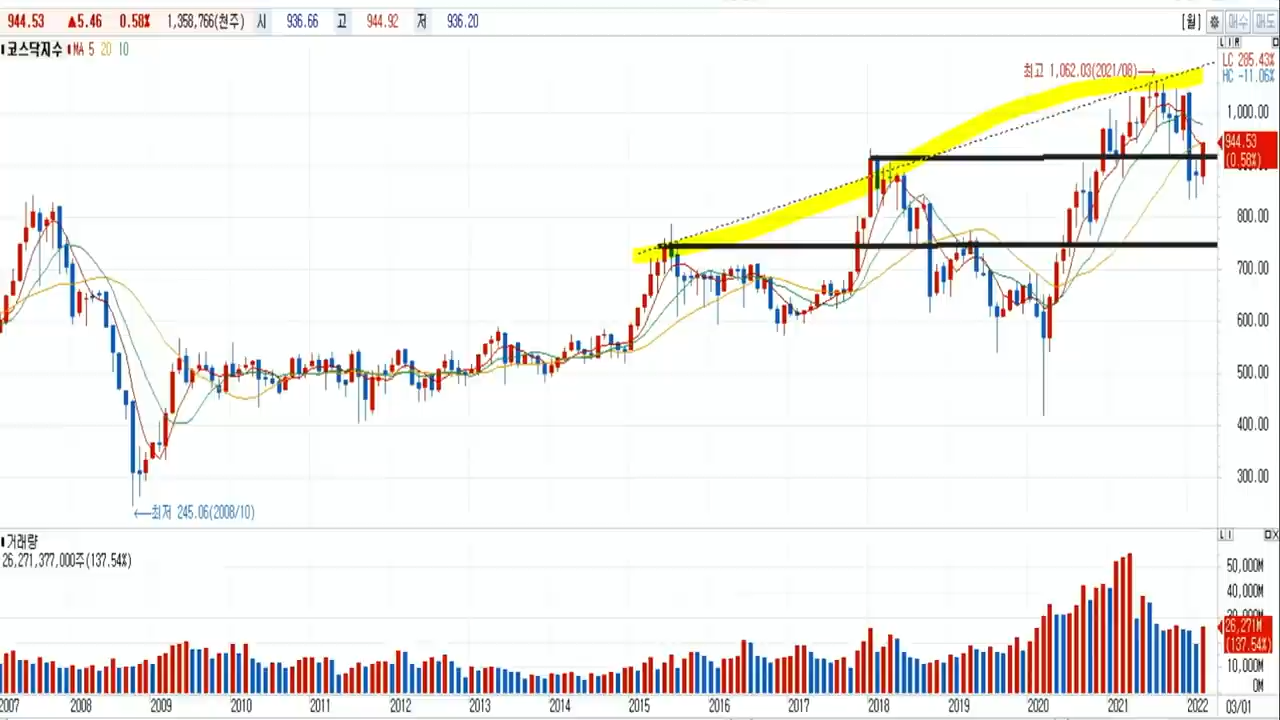 944.53 ▲5.46 0.58% 1,358,766(천주) 시 936.66 고 944.92 저 936.20 [월] 매수 매도
코스닥지수 MA 5 20 10
L I R
LC 285.43%
HC -11.06%
최고 1,062.03(2021/08)
1,000.00
944.53
(0.58%)
800.00
700.00
600.00
500.00
400.00
300.00
최저 245.06(2008/10)
거래량
L I
26,271,377,000주(137.54%)
50,000M
40,000M
30,000M
26,271M
(137.54%)
10,000M
0M
2007 2008 2009 2010 2011 2012 2013 2014 2015 2016 2017 2018 2019 2020 2021 2022 03/01